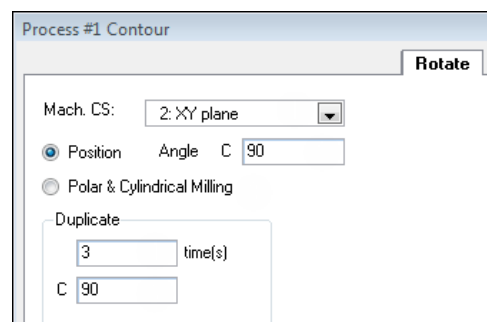 Process #1 Contour
Rotate
Mach. CS: 2: XY plane
Position Angle C 90
Polar & Cylindrical Milling
Duplicate
3 time(s)
C 90